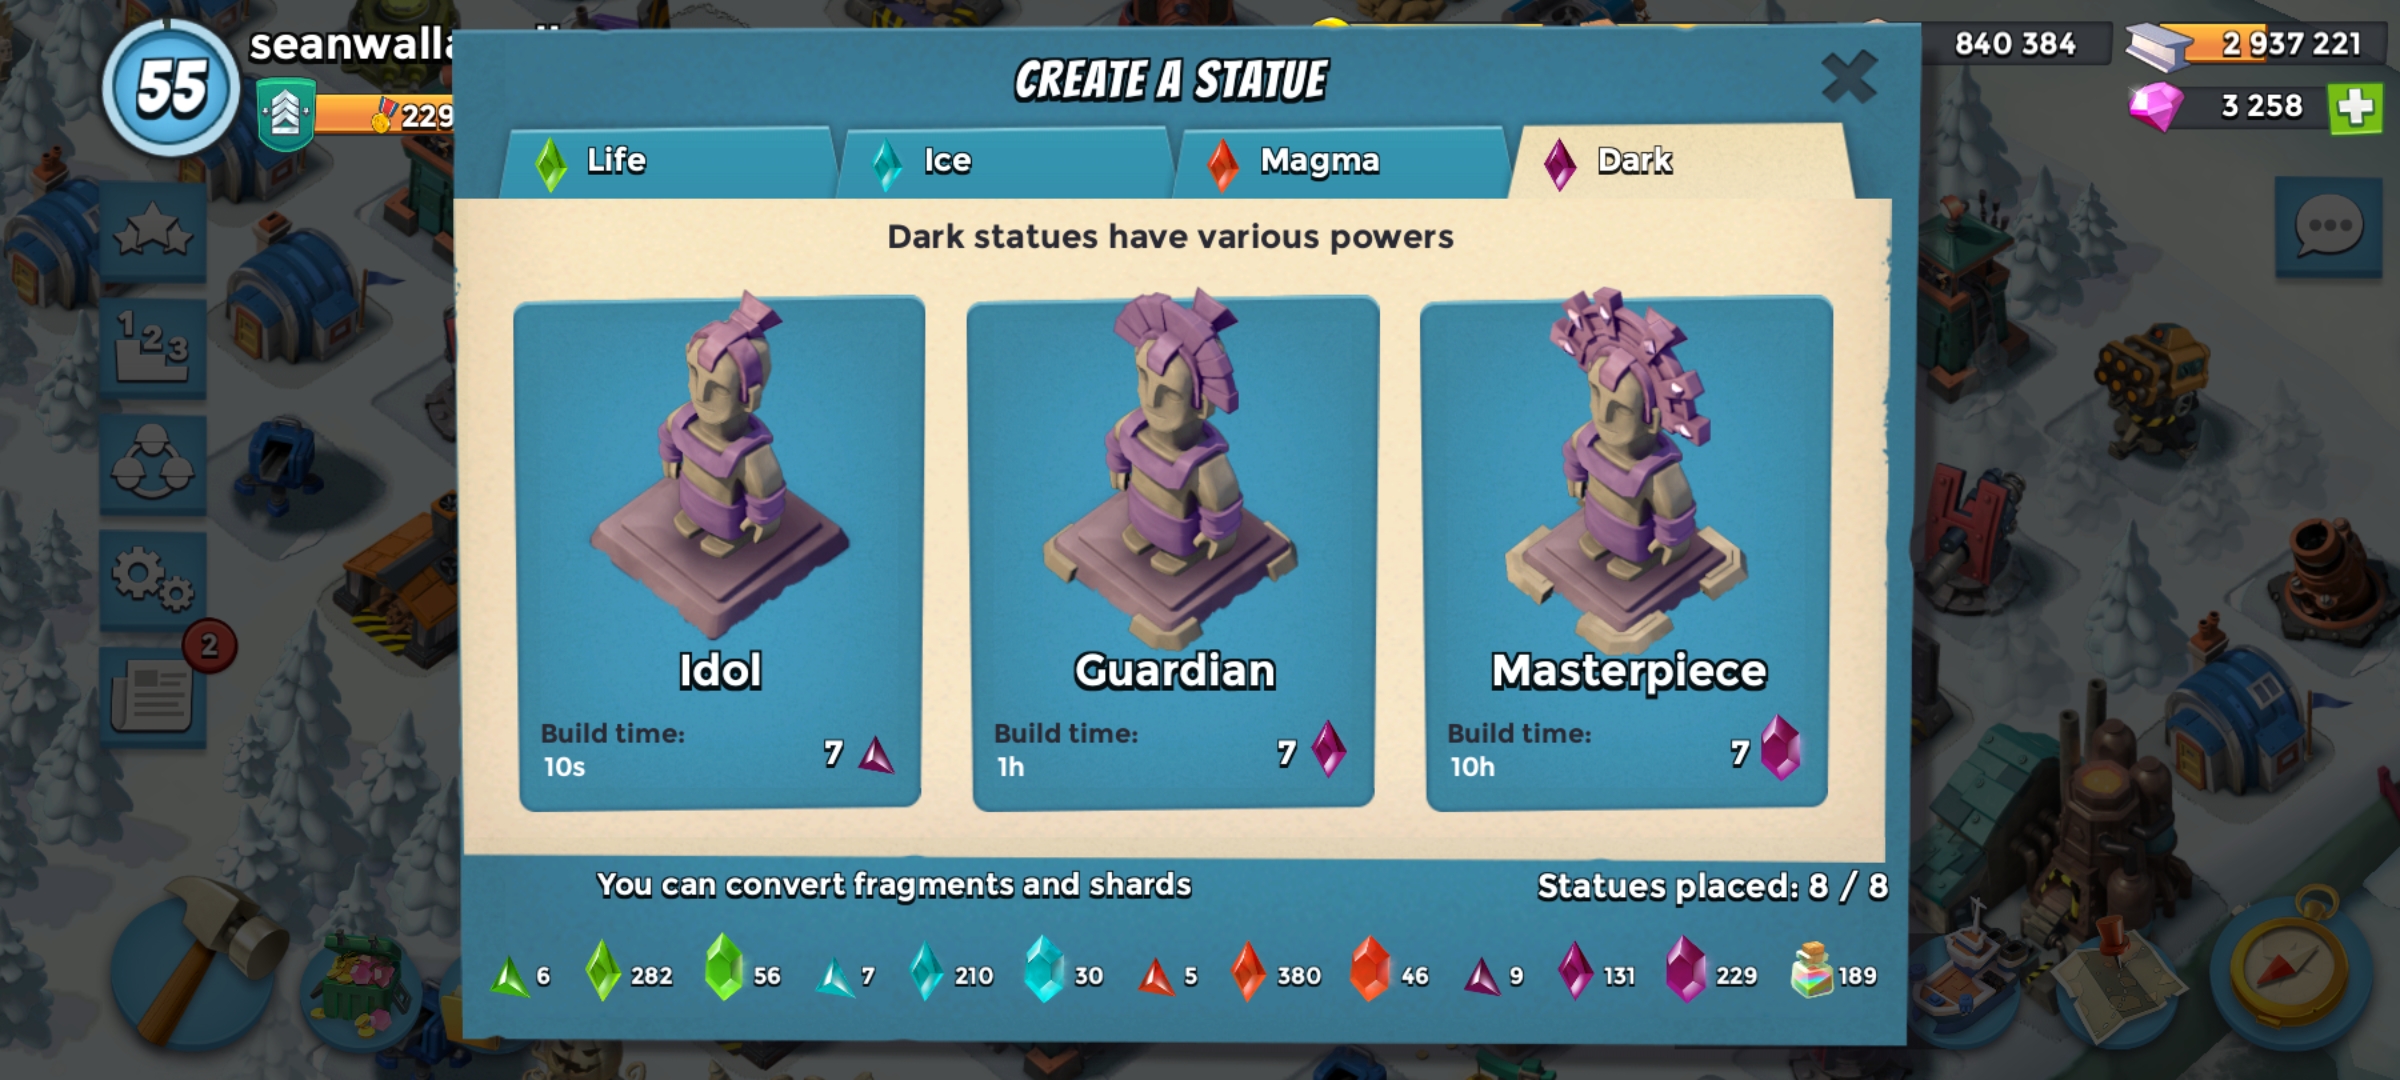 55
229
840 384
2 937 221
3 258
CREATE A STATUE
Life
Ice
Magma
Dark
Dark statues have various powers
1 2 3
2
Idol
Build time:
10s
7
Guardian
Build time:
1h
7
Masterpiece
Build time:
10h
7
You can convert fragments and shards
Statues placed: 8 / 8
6 282 56 7 210 30 5 380 46 9 131 229 189